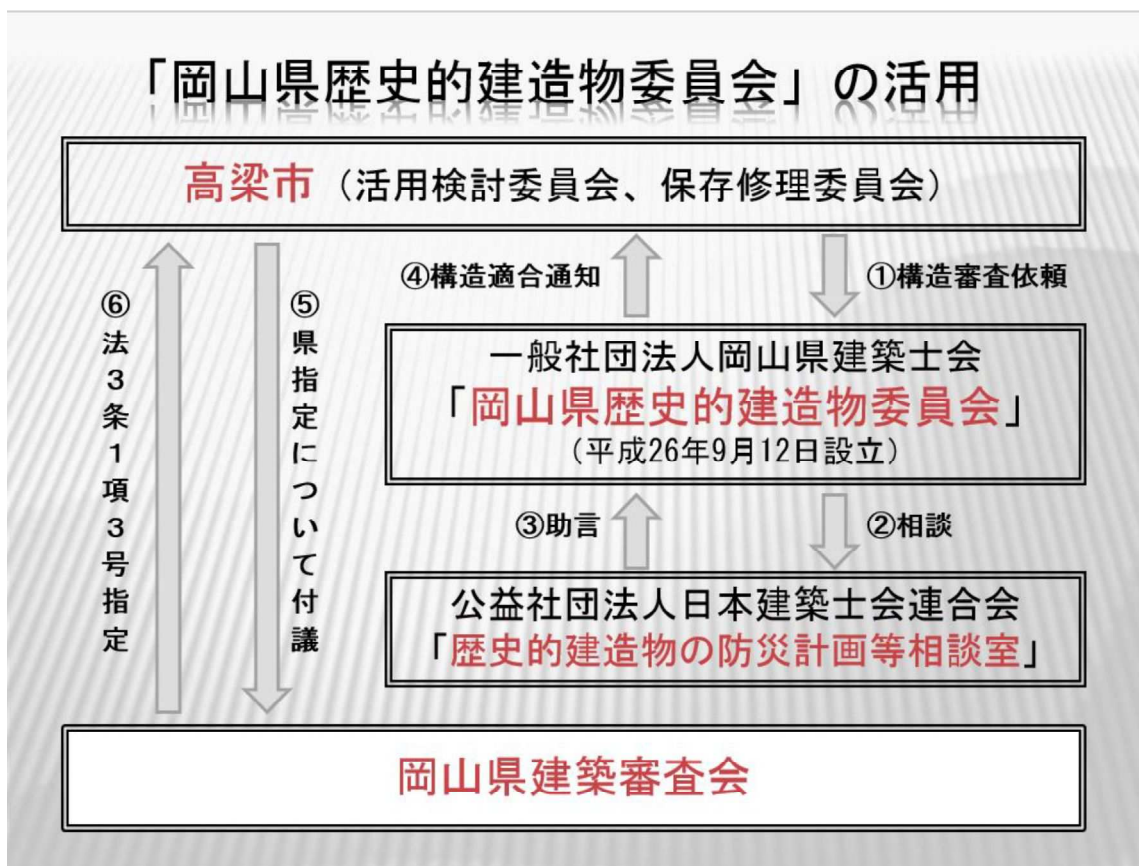 「岡山県歴史的建造物委員会」の活用
高梁市（活用検討委員会、保存修理委員会）
④構造適合通知
①構造審査依頼
⑥法3条1項3号指定
⑤県指定について付議
一般社団法人岡山県建築士会
「岡山県歴史的建造物委員会」
（平成26年9月12日設立）
③助言
②相談
公益社団法人日本建築士会連合会
「歴史的建造物の防災計画等相談室」
岡山県建築審査会